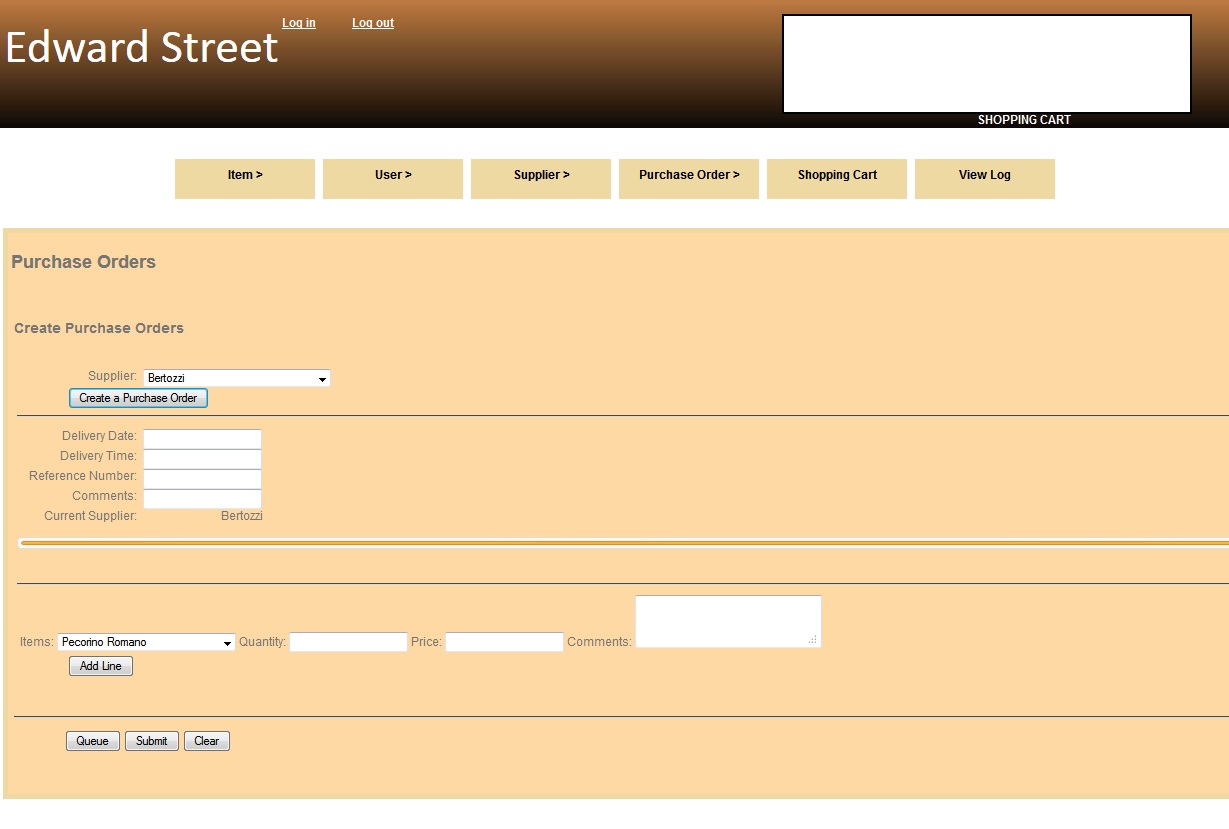 Log in Log out
Edward Street
SHOPPING CART
Item > User > Supplier > Purchase Order > Shopping Cart View Log
Purchase Orders
Create Purchase Orders
Supplier: Bertozzi
Create a Purchase Order
Delivery Date:
Delivery Time:
Reference Number:
Comments:
Current Supplier: Bertozzi
Items: Pecorino Romano Quantity: Price: Comments:
Add Line
Queue Submit Clear